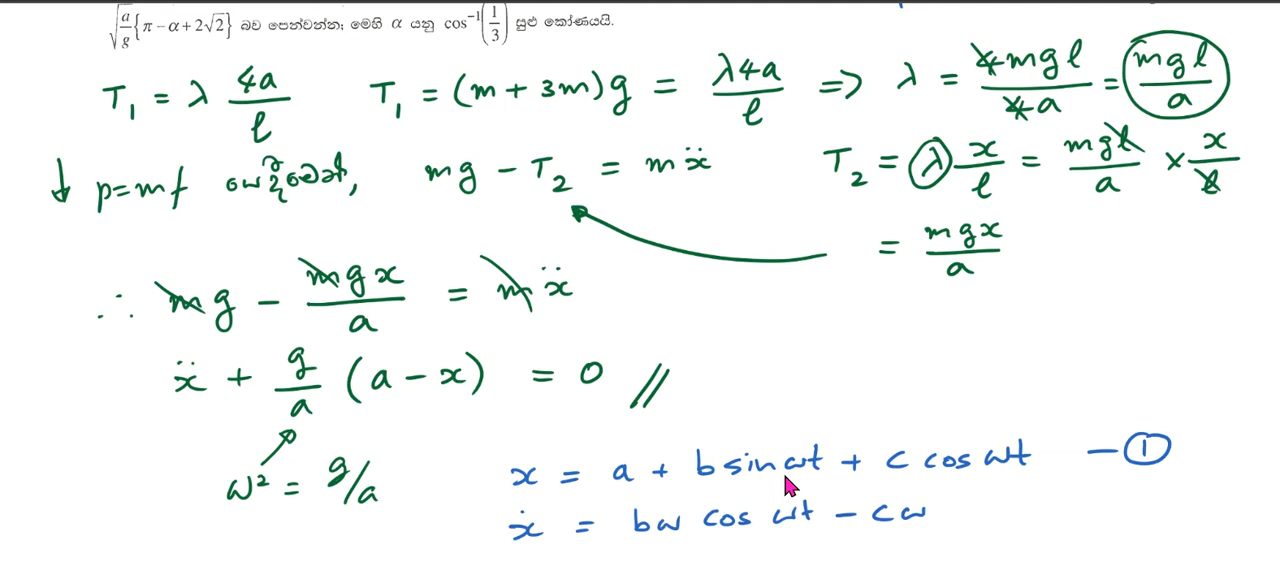 √(a/g) {π − α + 2√2} බව පෙන්වන්න; මෙහි α යනු cos⁻¹(1/3) සුළු කෝණයයි.
T₁ = λ 4a/l    T₁ = (m + 3m)g = λ4a/l ⇒ λ = 4mgl/4a = mgl/a
↓ p=mf යෙදීමෙන්, mg − T₂ = mẍ    T₂ = λ x/l = mgl/a × x/l
= mgx/a
∴ mg − mgx/a = mẍ
ẍ + g/a (a − x) = 0 //
ω² = g/a
x = a + b sin ωt + c cos ωt − ①
ẋ = bω cos ωt − cω